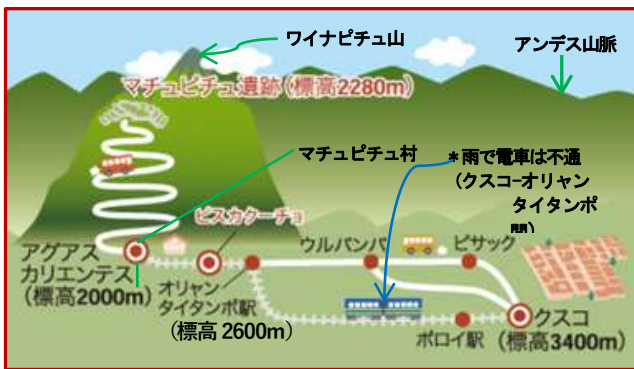 ワイナピチュ山
アンデス山脈
マチュピチュ遺跡(標高2280m)
マチュピチュ村
*雨で電車は不通
(クスコ-オリャン
タイタンポ
間)
ピスカクーチョ
ウルバンバ
ピサック
アグアス
カリエンテス
(標高2000m)
オリャン
タイタンポ駅
(標高 2600m)
ポロイ駅
クスコ
(標高3400m)